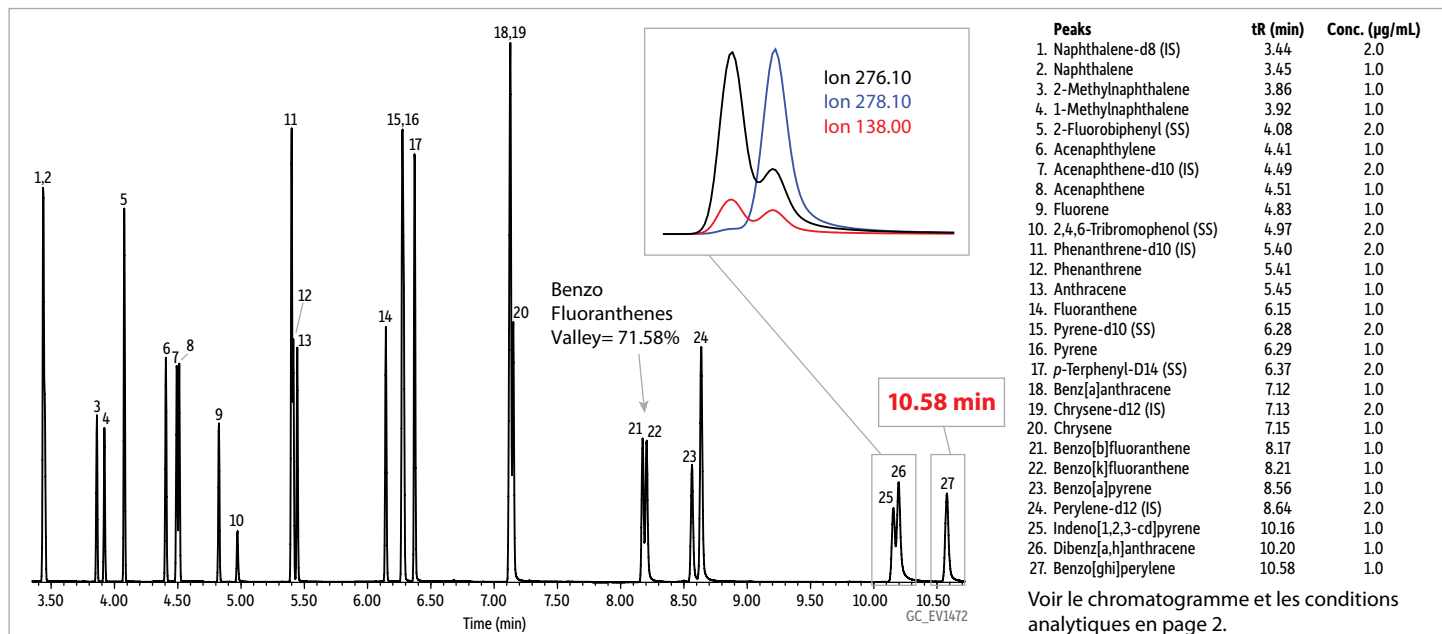 1,2
3
4
5
6
7
8
9
10
11
12
13
14
15,16
17
18,19
20
Benzo
Fluoranthenes
Valley= 71.58%
21
22
23
24
25
26
27
10.58 min
Ion 276.10
Ion 278.10
Ion 138.00
3.50 4.00 4.50 5.00 5.50 6.00 6.50 7.00 7.50 8.00 8.50 9.00 9.50 10.00 10.50
Time (min)
GC_EV1472
Peaks tR (min) Conc. (µg/mL)
1. Naphthalene-d8 (IS) 3.44 2.0
2. Naphthalene 3.45 1.0
3. 2-Methylnaphthalene 3.86 1.0
4. 1-Methylnaphthalene 3.92 1.0
5. 2-Fluorobiphenyl (SS) 4.08 2.0
6. Acenaphthylene 4.41 1.0
7. Acenaphthene-d10 (IS) 4.49 2.0
8. Acenaphthene 4.51 1.0
9. Fluorene 4.83 1.0
10. 2,4,6-Tribromophenol (SS) 4.97 2.0
11. Phenanthrene-d10 (IS) 5.40 2.0
12. Phenanthrene 5.41 1.0
13. Anthracene 5.45 1.0
14. Fluoranthene 6.15 1.0
15. Pyrene-d10 (SS) 6.28 2.0
16. Pyrene 6.29 1.0
17. p-Terphenyl-D14 (SS) 6.37 2.0
18. Benz[a]anthracene 7.12 1.0
19. Chrysene-d12 (IS) 7.13 2.0
20. Chrysene 7.15 1.0
21. Benzo[b]fluoranthene 8.17 1.0
22. Benzo[k]fluoranthene 8.21 1.0
23. Benzo[a]pyrene 8.56 1.0
24. Perylene-d12 (IS) 8.64 2.0
25. Indeno[1,2,3-cd]pyrene 10.16 1.0
26. Dibenz[a,h]anthracene 10.20 1.0
27. Benzo[ghi]perylene 10.58 1.0
Voir le chromatogramme et les conditions
analytiques en page 2.